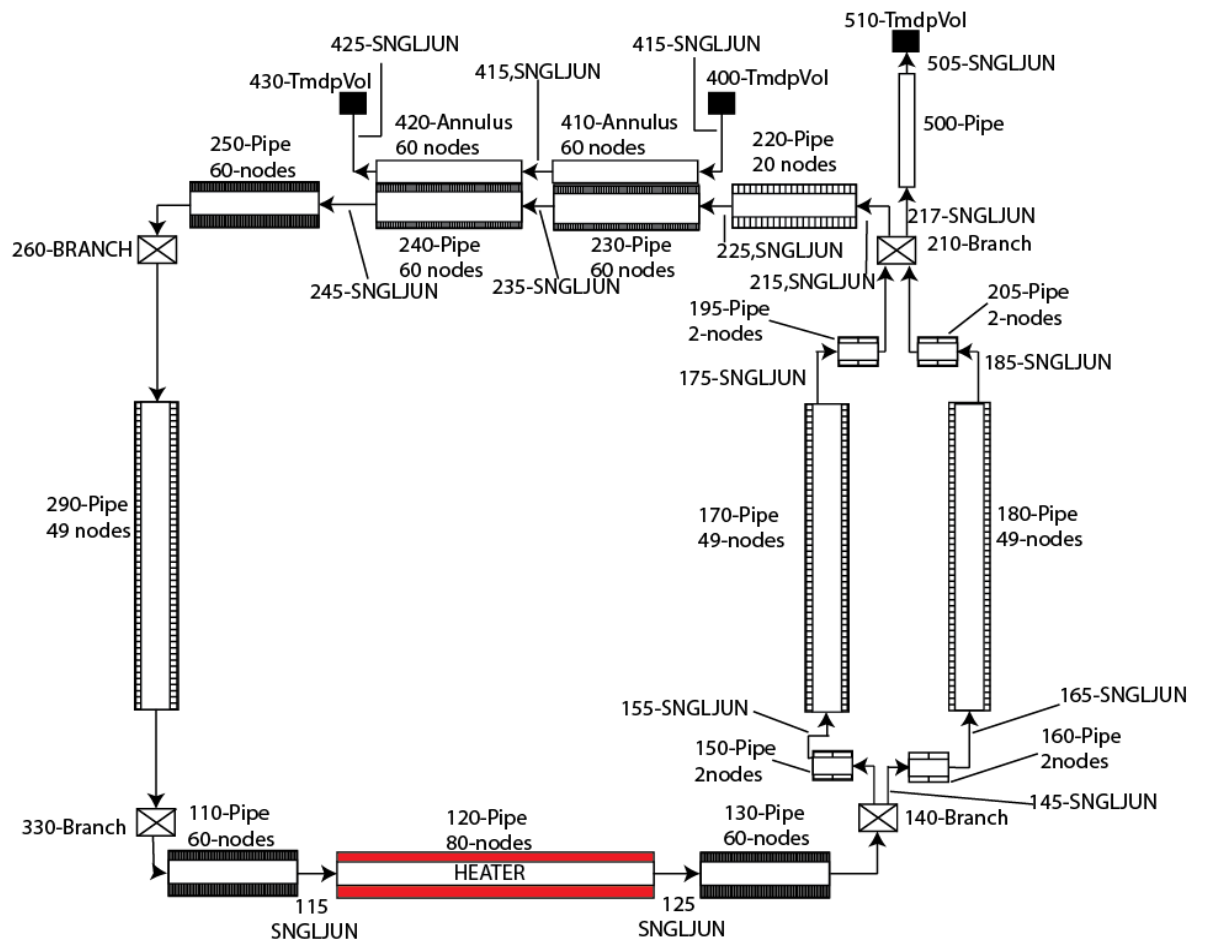 510-TmdpVol
425-SNGLJUN
415-SNGLJUN
505-SNGLJUN
415,SNGLJUN
430-TmdpVol
400-TmdpVol
500-Pipe
420-Annulus
60 nodes
410-Annulus
60 nodes
250-Pipe
60-nodes
220-Pipe
20 nodes
217-SNGLJUN
210-Branch
260-BRANCH
240-Pipe
60 nodes
230-Pipe
60 nodes
225,SNGLJUN
215,SNGLJUN
245-SNGLJUN
235-SNGLJUN
195-Pipe
2-nodes
205-Pipe
2-nodes
175-SNGLJUN
185-SNGLJUN
290-Pipe
49 nodes
170-Pipe
49-nodes
180-Pipe
49-nodes
155-SNGLJUN
165-SNGLJUN
150-Pipe
2nodes
160-Pipe
2nodes
145-SNGLJUN
140-Branch
330-Branch
110-Pipe
60-nodes
120-Pipe
80-nodes
130-Pipe
60-nodes
HEATER
115
SNGLJUN
125
SNGLJUN